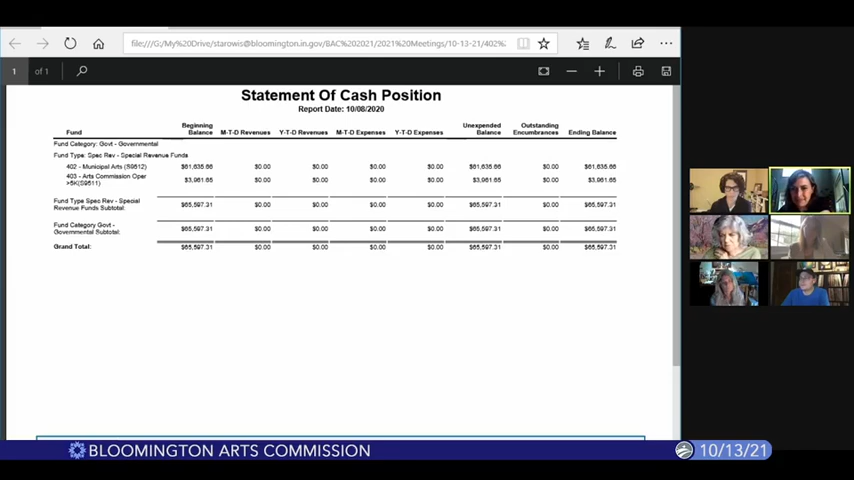 file:///G:/My%20Drive/starowis@bloomington.in.gov/BAC%202021/2021%20Meetings/10-13-21/402%
1 of 1
Statement Of Cash Position
Report Date: 10/08/2020
Fund Beginning Balance M-T-D Revenues Y-T-D Revenues M-T-D Expenses Y-T-D Expenses Unexpended Balance Outstanding Encumbrances Ending Balance
Fund Category: Govt - Governmental
Fund Type: Spec Rev - Special Revenue Funds
402 - Municipal Arts (S9512) $61,635.66 $0.00 $0.00 $0.00 $0.00 $61,635.66 $0.00 $61,635.66
403 - Arts Commission Oper >5K(S9511) $3,961.65 $0.00 $0.00 $0.00 $0.00 $3,961.65 $0.00 $3,961.65
Fund Type Spec Rev - Special Revenue Funds Subtotal: $65,597.31 $0.00 $0.00 $0.00 $0.00 $65,597.31 $0.00 $65,597.31
Fund Category Govt - Governmental Subtotal: $65,597.31 $0.00 $0.00 $0.00 $0.00 $65,597.31 $0.00 $65,597.31
Grand Total: $65,597.31 $0.00 $0.00 $0.00 $0.00 $65,597.31 $0.00 $65,597.31
BLOOMINGTON ARTS COMMISSION 10/13/21